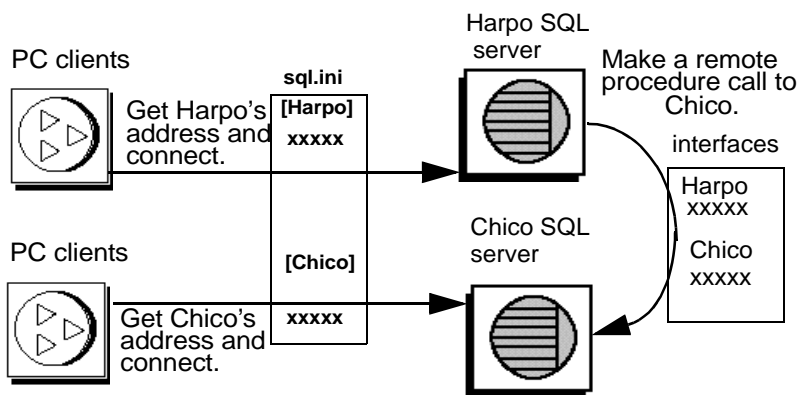 PC clients
Get Harpo's
address and
connect.
sql.ini
[Harpo]
xxxxx
Harpo SQL
server
Make a remote
procedure call to
Chico.
interfaces
Harpo
xxxxx
Chico
xxxxx
PC clients
Get Chico's
address and
connect.
[Chico]
xxxxx
Chico SQL
server